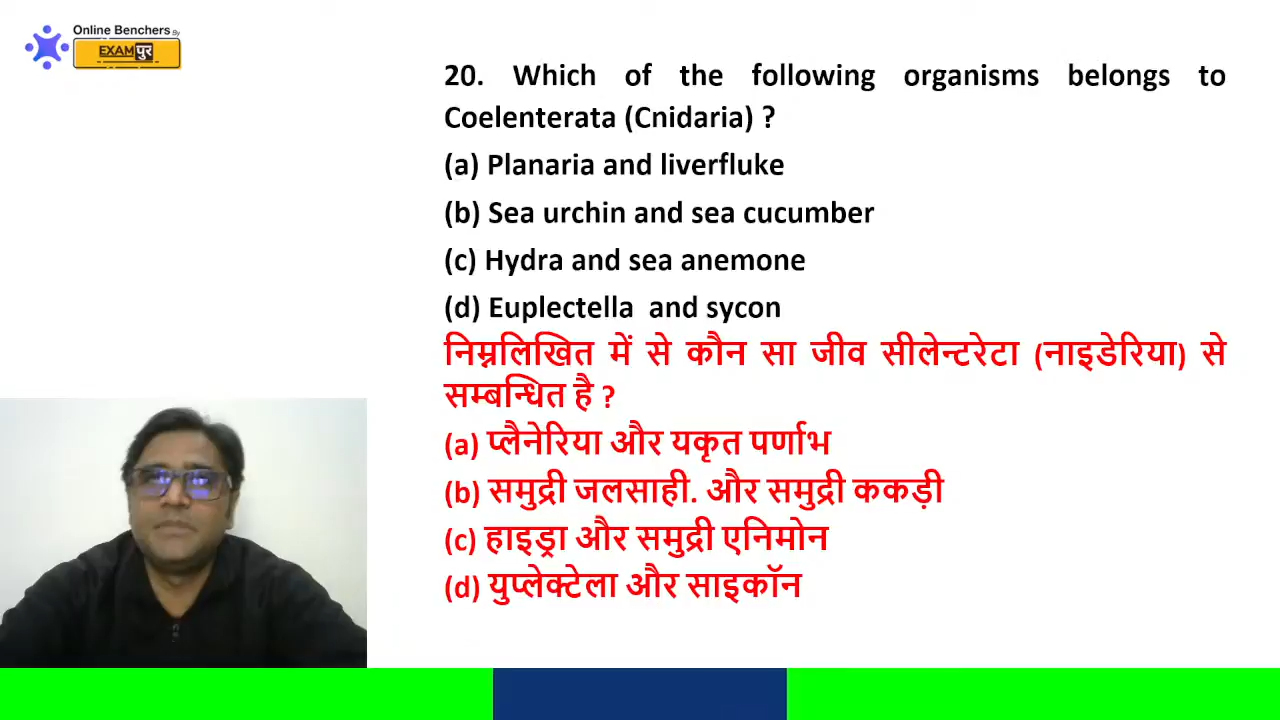 Online Benchers By
EXAMपुर
20. Which of the following organisms belongs to
Coelenterata (Cnidaria) ?
(a) Planaria and liverfluke
(b) Sea urchin and sea cucumber
(c) Hydra and sea anemone
(d) Euplectella and sycon
निम्नलिखित में से कौन सा जीव सीलेन्टरेटा (नाइडेरिया) से
सम्बन्धित है ?
(a) प्लैनेरिया और यकृत पर्णाभ
(b) समुद्री जलसाही. और समुद्री ककड़ी
(c) हाइड्रा और समुद्री एनिमोन
(d) युप्लेक्टेला और साइकॉन